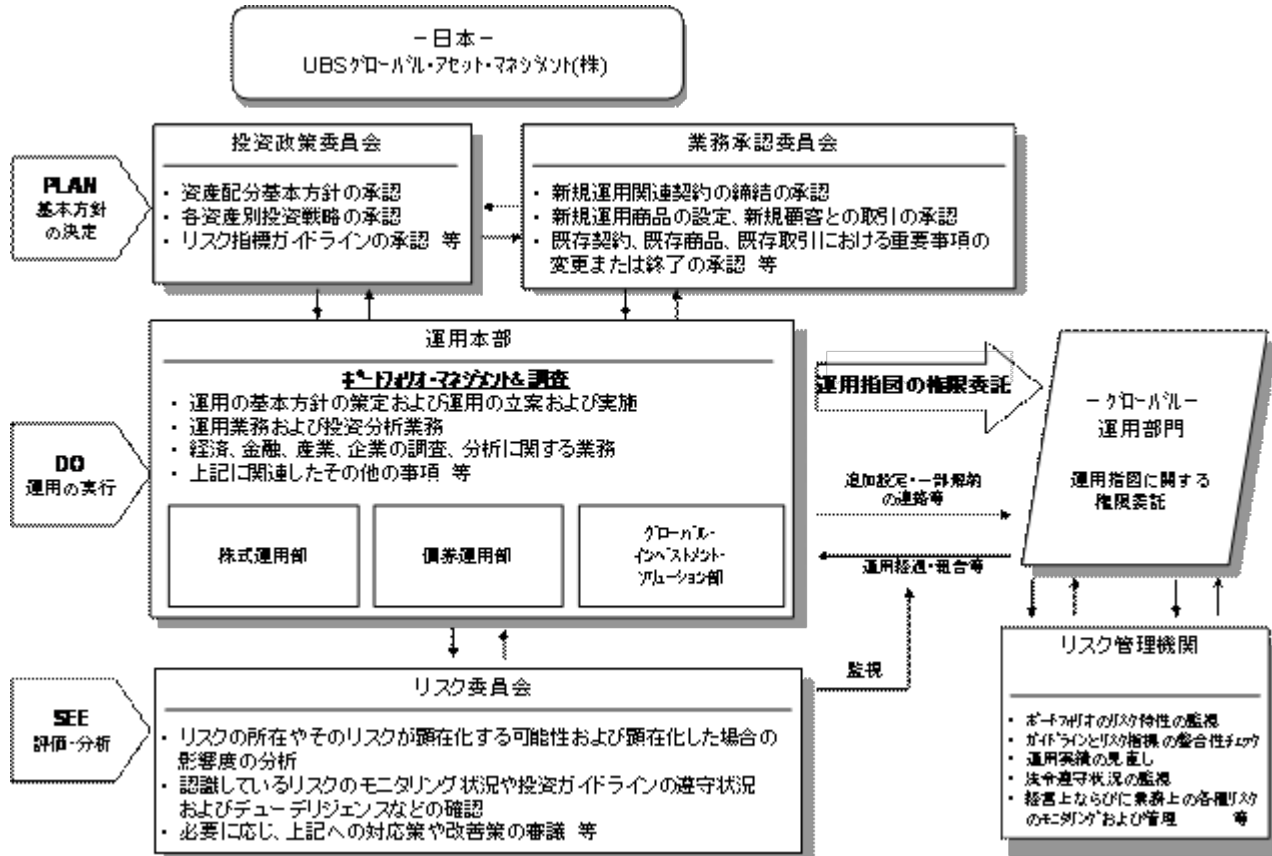 －日本－
UBSｸﾞﾛｰﾊﾞﾙ･ｱｾｯﾄ･ﾏﾈｼﾞﾒﾝﾄ(株)
PLAN
基本方針
の決定
投資政策委員会
・ 資産配分基本方針の承認
・ 各資産別投資戦略の承認
・ リスク指標ガイドラインの承認 等
業務承認委員会
・ 新規運用関連契約の締結の承認
・ 新規運用商品の設定、新規顧客との取引の承認
・ 既存契約、既存商品、既存取引における重要事項の
変更または終了の承認 等
DO
運用の実行
運用本部
ﾎﾟｰﾄﾌｫﾘｵ･ﾏﾈｼﾞﾒﾝﾄ& 調査
・ 運用の基本方針の策定および運用の立案および実施
・ 運用業務および投資分析業務
・ 経済、金融、産業、企業の調査、分析に関する業務
・ 上記に関連したその他の事項 等
株式運用部
債券運用部
ｸﾞﾛｰﾊﾞﾙ･
ｲﾝﾍﾞｽﾄﾒﾝﾄ･
ｿﾘｭｰｼｮﾝ部
運用指図の権限委託
追加設定・一部解約
の連絡等
運用経過・報告等
監視
－ｸﾞﾛｰﾊﾞﾙ－
運用部門
運用指図に関する
権限委託
SEE
評価・分析
リスク委員会
・ リスクの所在やそのリスクが顕在化する可能性および顕在化した場合の
影響度の分析
・ 認識しているリスクのモニタリング状況や投資ガイドラインの遵守状況
およびデューデリジェンスなどの確認
・ 必要に応じ、上記への対応策や改善策の審議 等
リスク管理機関
・ ﾎﾟｰﾄﾌｫﾘｵのﾘｽｸ特性の監視
・ ｶﾞｲﾄﾞﾗｲﾝとﾘｽｸ指標の整合性ﾁｪｯｸ
・ 運用実績の見直し
・ 法令遵守状況の監視
・ 経営上ならびに業務上の各種ﾘｽｸ
のﾓﾆﾀﾘﾝｸﾞおよび管理 等